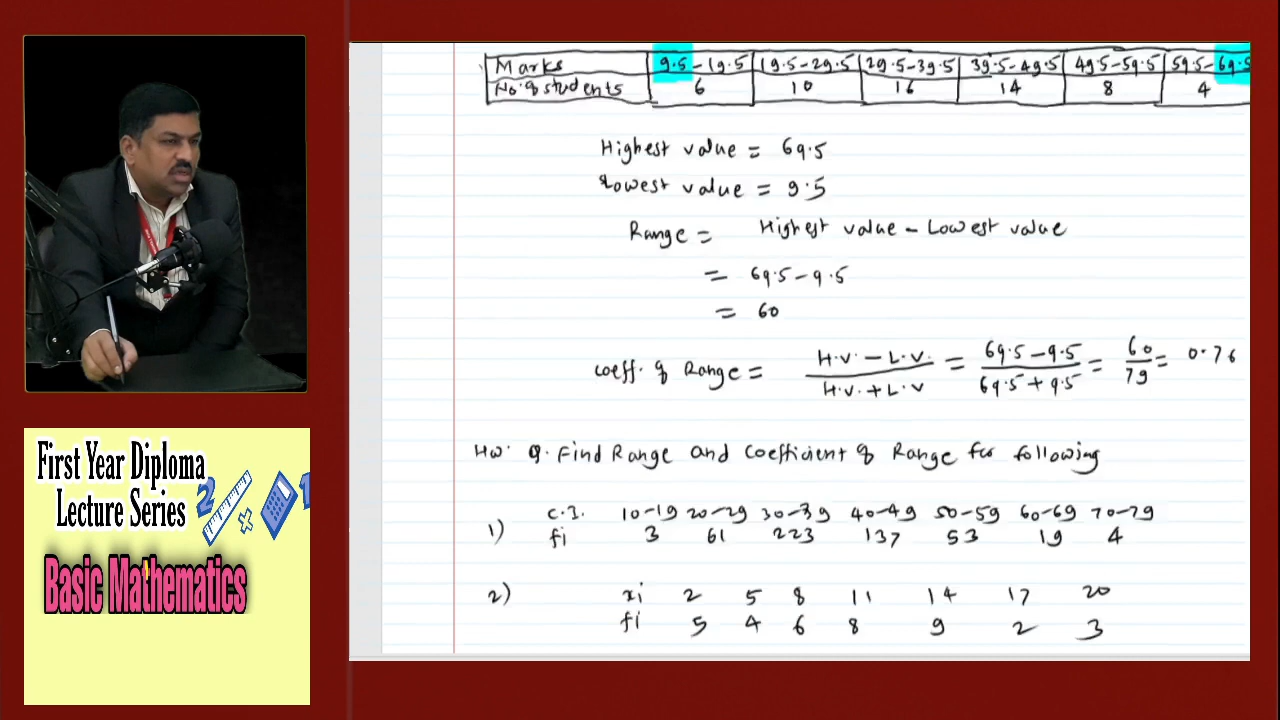 Marks 9.5-19.5 19.5-29.5 29.5-39.5 39.5-49.5 49.5-59.5 59.5-69.5
No. of students 6 10 16 14 8 4
Highest value = 69.5
Lowest value = 9.5
Range = Highest value - Lowest value
= 69.5-9.5
= 60
Coeff. of Range = H.V. - L.V. / H.V. + L.V = 69.5-9.5 / 69.5+9.5 = 60 / 79 = 0.76
HW. Q. Find Range and Coefficient of Range for following
1) C.I. 10-19 20-29 30-39 40-49 50-59 60-69 70-79
fi 3 61 223 137 53 19 4
2) xi 2 5 8 11 14 17 20
fi 5 4 6 8 9 2 3
First Year Diploma
Lecture Series
2 1
Basic Mathematics